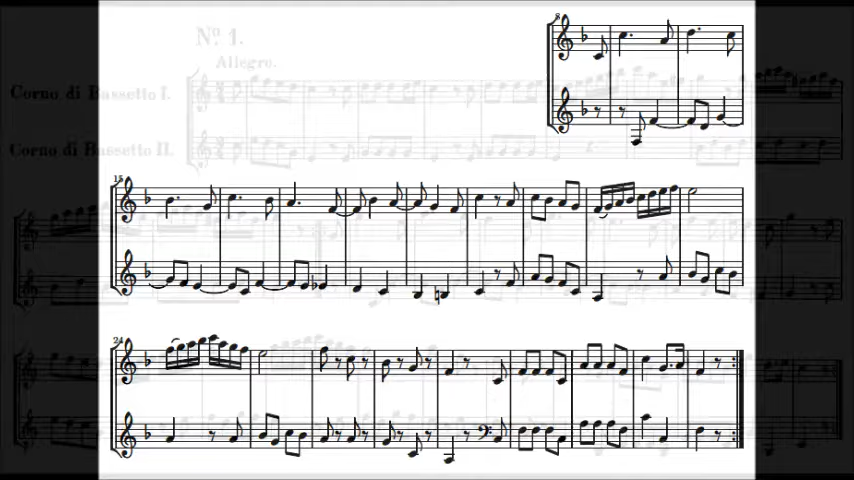 Nº 1.
Allegro.
Corno di Bassetto I.
8
Corno di Bassetto II.
15
24